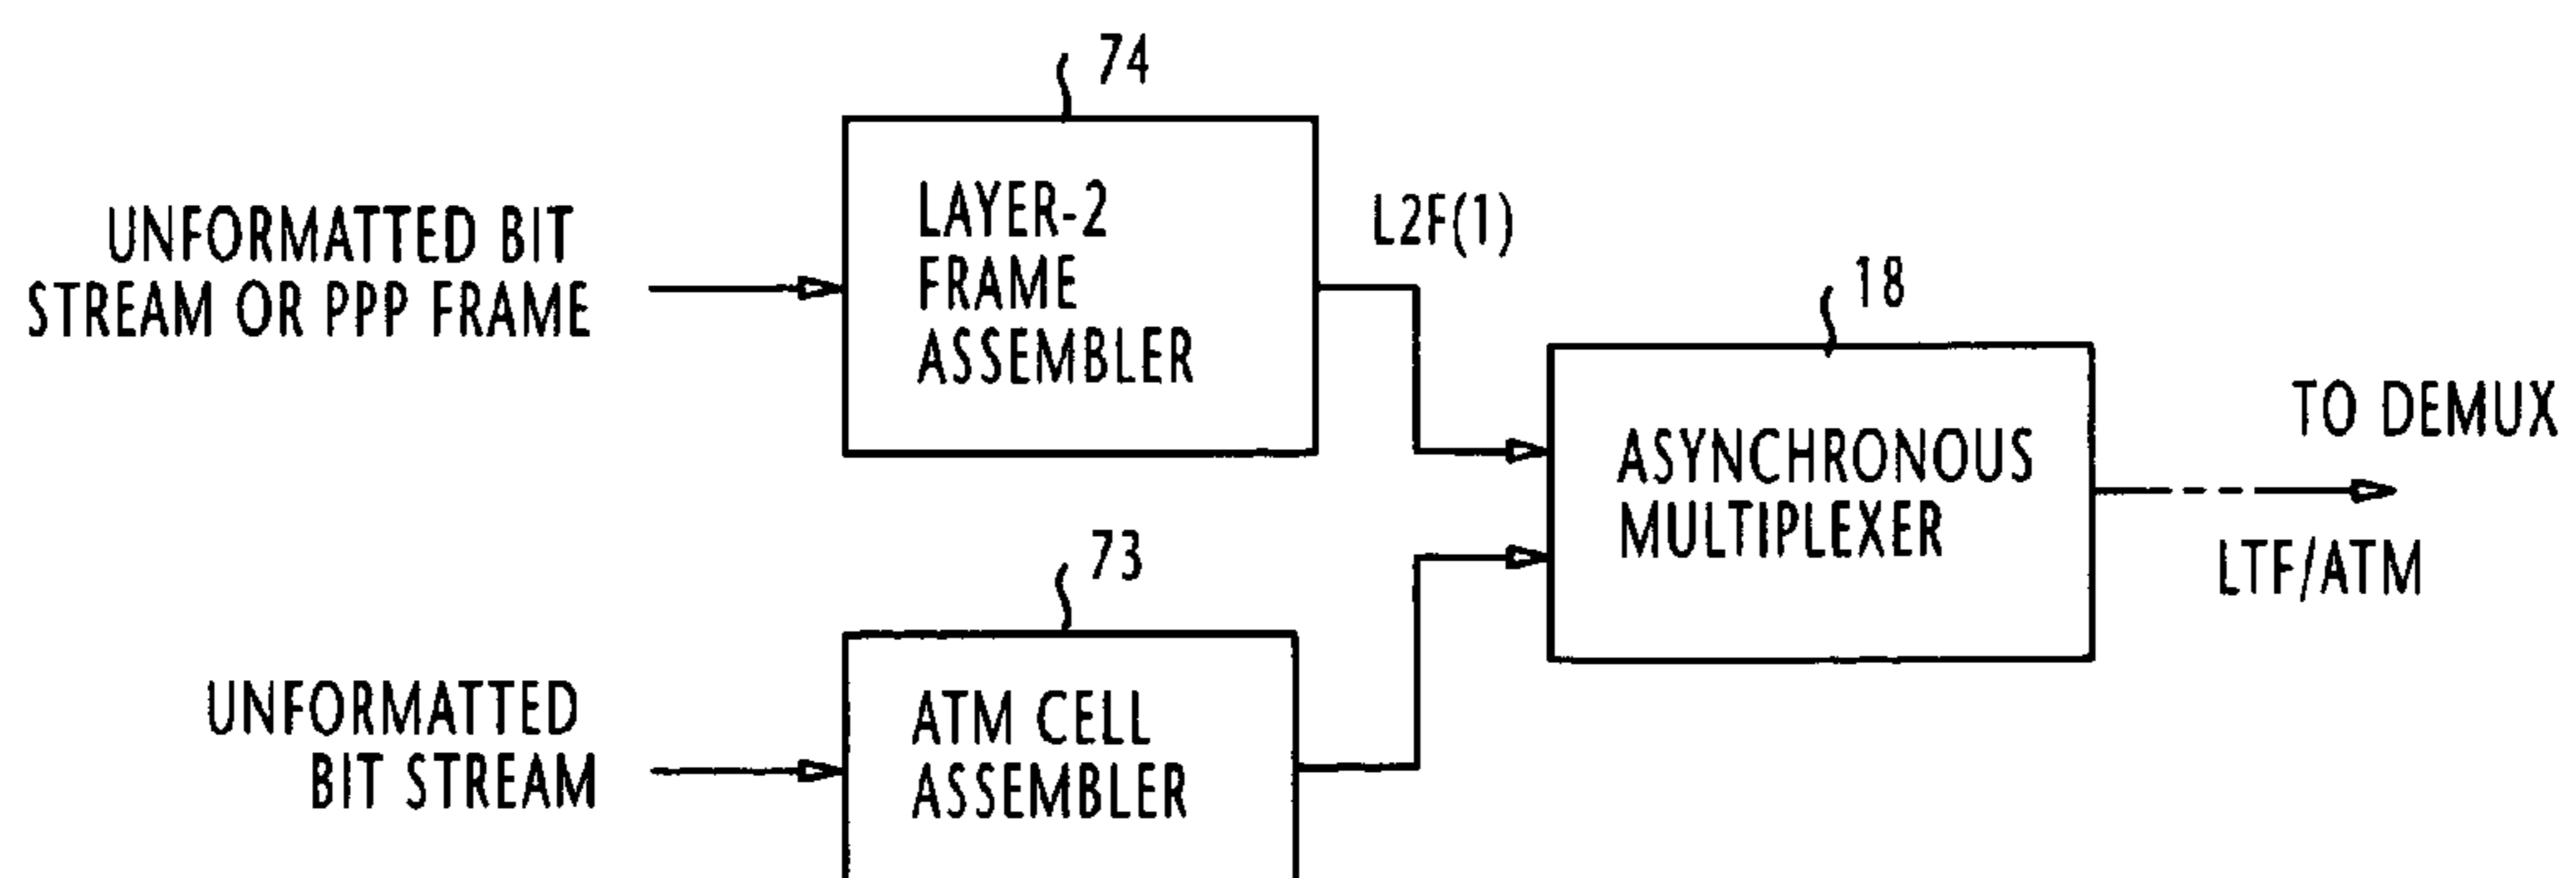 74
LAYER-2
FRAME
ASSEMBLER
UNFORMATTED BIT
STREAM OR PPP FRAME
L2F(1)
18
ASYNCHRONOUS
MULTIPLEXER
TO DEMUX
LTF/ATM
73
ATM CELL
ASSEMBLER
UNFORMATTED
BIT STREAM